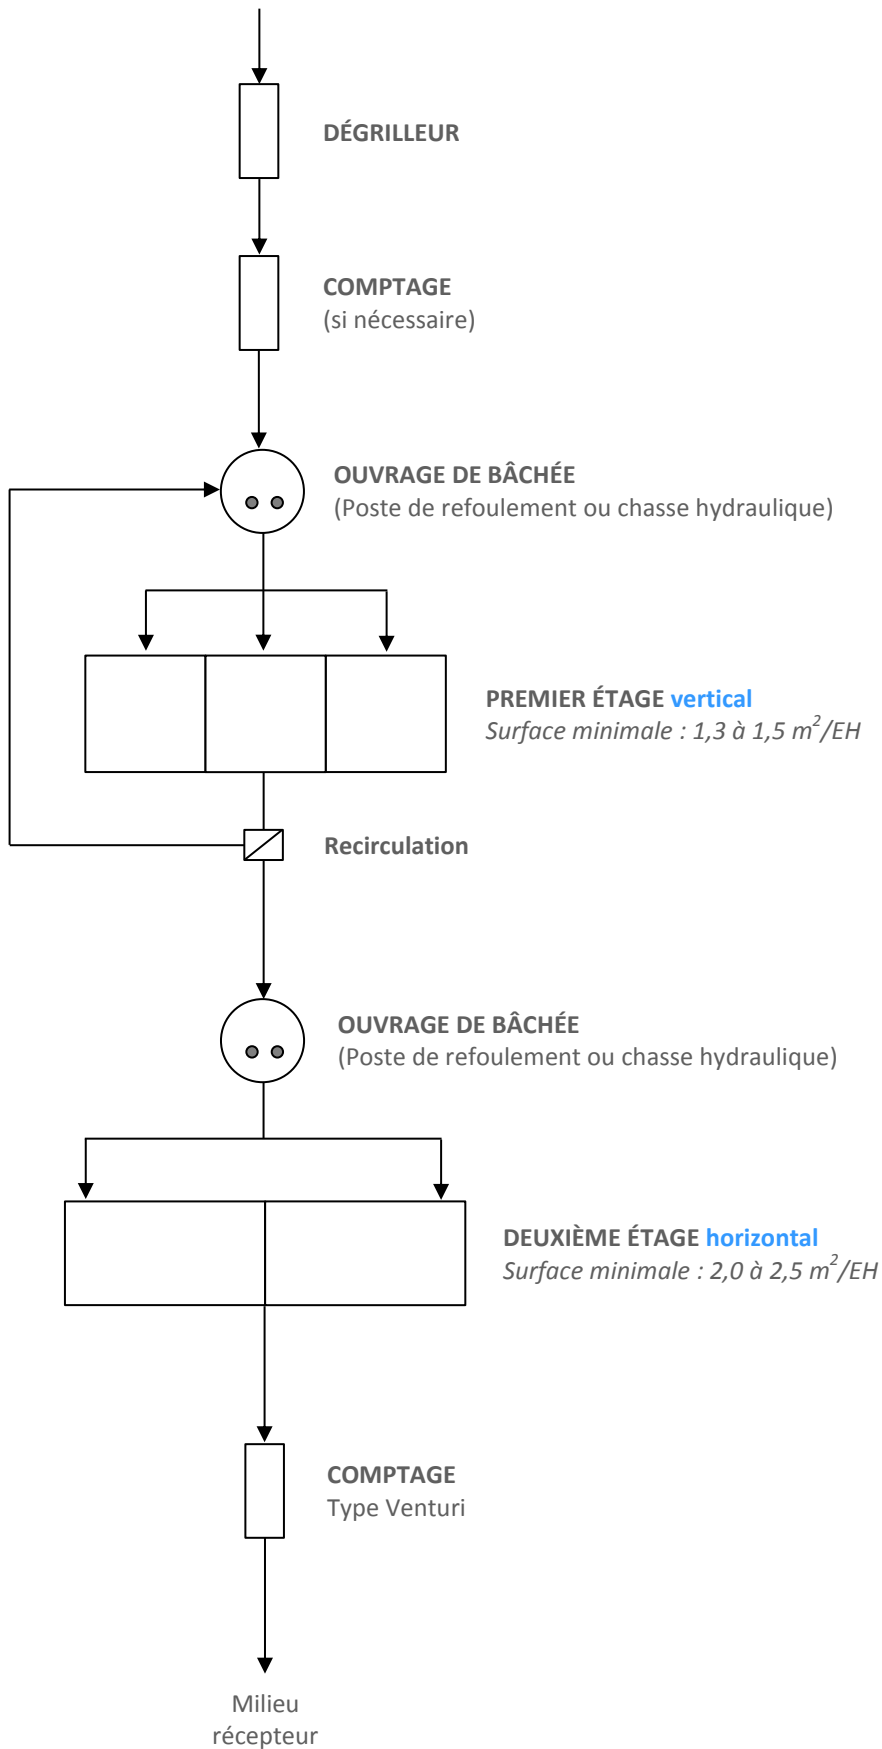 DÉGRILLEUR
COMPTAGE
(si nécessaire)
OUVRAGE DE BÂCHÉE
(Poste de refoulement ou chasse hydraulique)
PREMIER ÉTAGE vertical
Surface minimale : 1,3 à 1,5 m²/EH
Recirculation
OUVRAGE DE BÂCHÉE
(Poste de refoulement ou chasse hydraulique)
DEUXIÈME ÉTAGE horizontal
Surface minimale : 2,0 à 2,5 m²/EH
COMPTAGE
Type Venturi
Milieu
récepteur